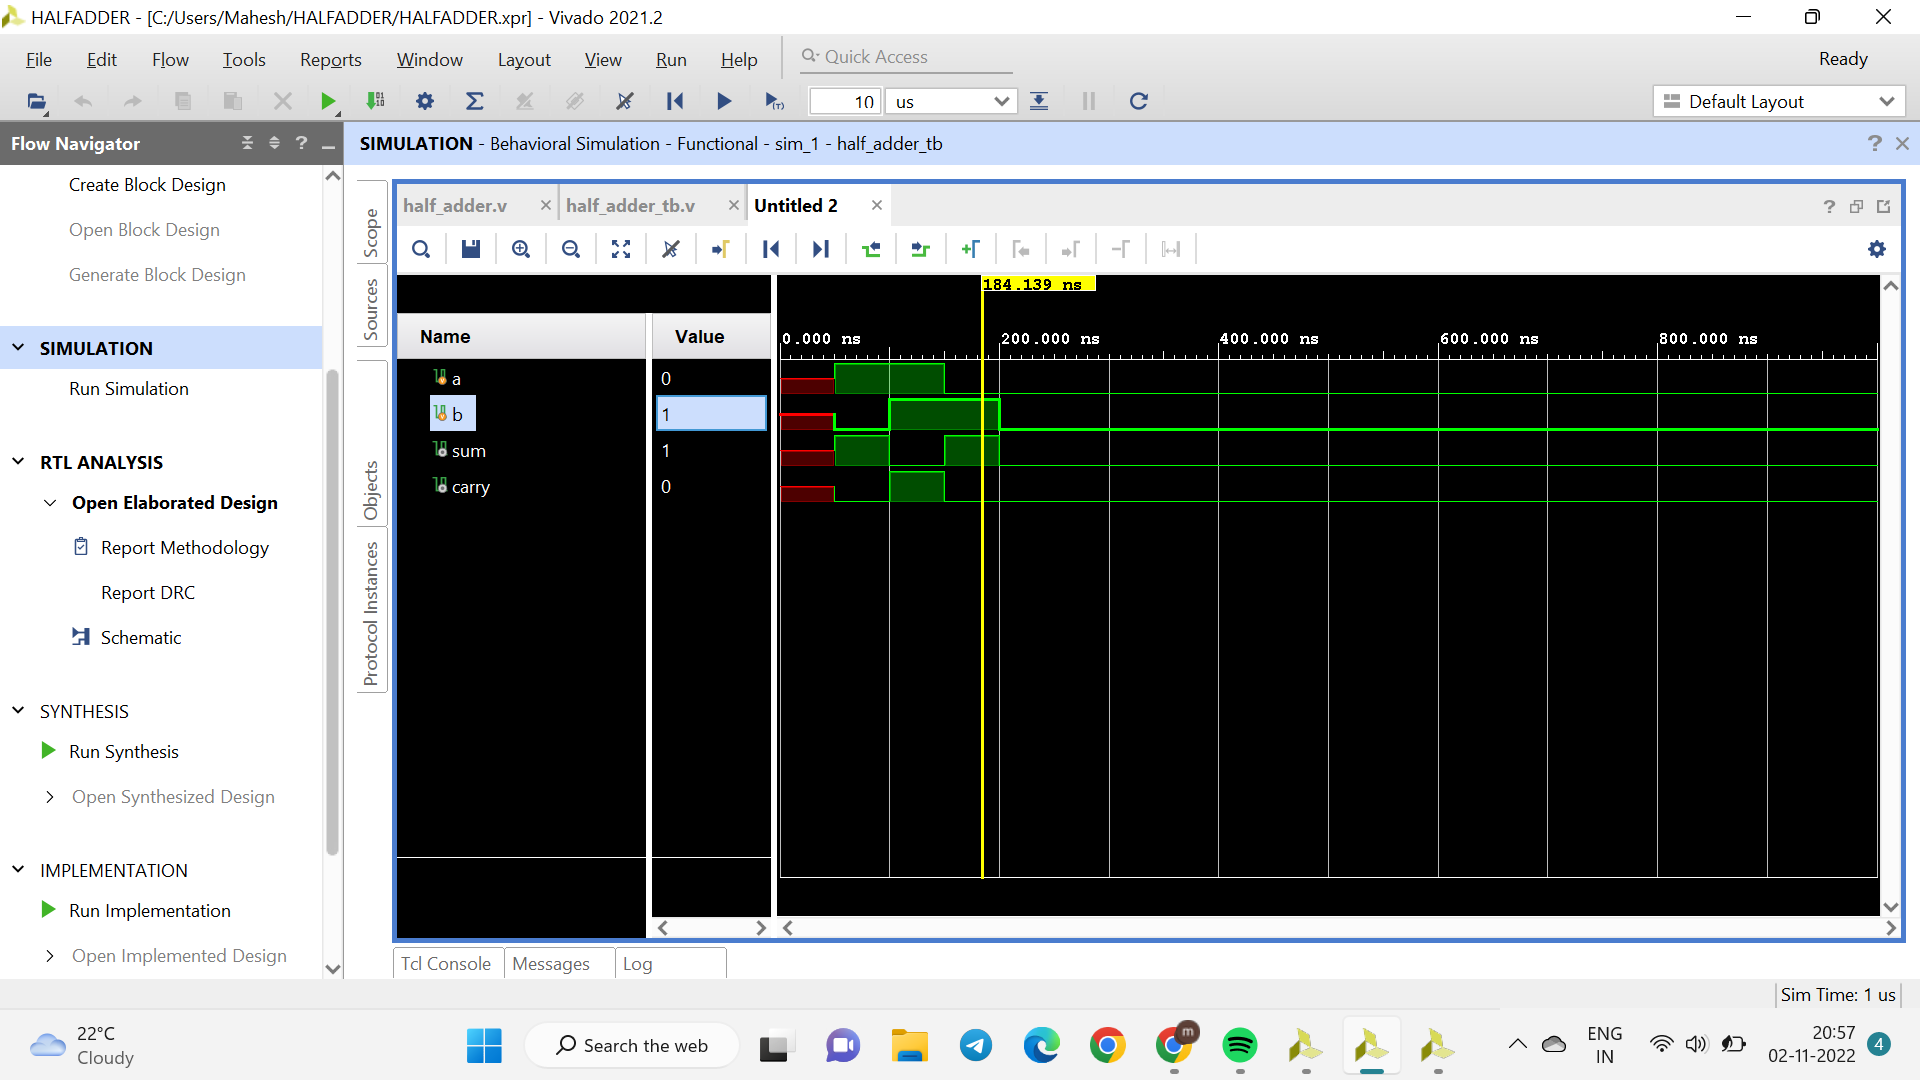 HALFADDER - [C:/Users/Mahesh/HALFADDER/HALFADDER.xpr] - Vivado 2021.2
File Edit Flow Tools Reports Window Layout View Run Help Quick Access Ready
10 us Default Layout
Flow Navigator
SIMULATION - Behavioral Simulation - Functional - sim_1 - half_adder_tb
Create Block Design
Open Block Design
Generate Block Design
SIMULATION
Run Simulation
RTL ANALYSIS
Open Elaborated Design
Report Methodology
Report DRC
Schematic
SYNTHESIS
Run Synthesis
Open Synthesized Design
IMPLEMENTATION
Run Implementation
Open Implemented Design
Scope
Sources
Objects
Protocol Instances
half_adder.v half_adder_tb.v Untitled 2
184.139 ns
Name Value 0.000 ns 200.000 ns 400.000 ns 600.000 ns 800.000 ns
a 0
b 1
sum 1
carry 0
Tcl Console Messages Log
Sim Time: 1 us
22°C
Cloudy
Search the web
m
ENG
IN
20:57
02-11-2022
4